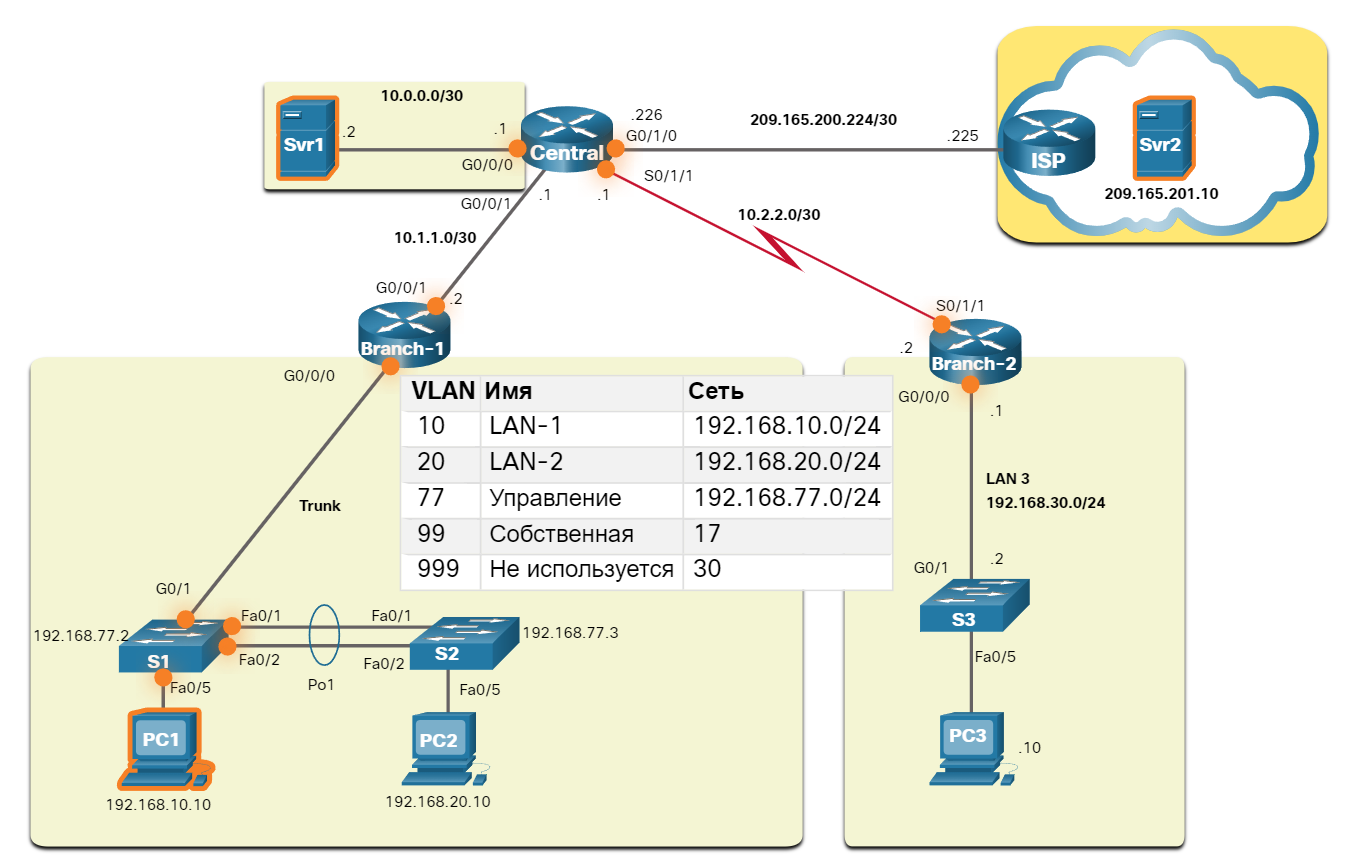 10.0.0.0/30
Svr1
.2
.1
G0/0/0
Central
.226
G0/1/0
209.165.200.224/30
.225
ISP
Svr2
209.165.201.10
S0/1/1
G0/0/1
.1
.1
10.2.2.0/30
10.1.1.0/30
G0/0/1
.2
Branch-1
G0/0/0
S0/1/1
.2
Branch-2
G0/0/0
.1
VLAN Имя Сеть
10 LAN-1 192.168.10.0/24
20 LAN-2 192.168.20.0/24
77 Управление 192.168.77.0/24
99 Собственная 17
999 Не используется 30
Trunk
LAN 3
192.168.30.0/24
G0/1
192.168.77.2
S1
Fa0/1
Fa0/2
Fa0/1
Fa0/2
Po1
S2
192.168.77.3
Fa0/5
Fa0/5
PC1
192.168.10.10
PC2
192.168.20.10
G0/1
.2
S3
Fa0/5
PC3
.10